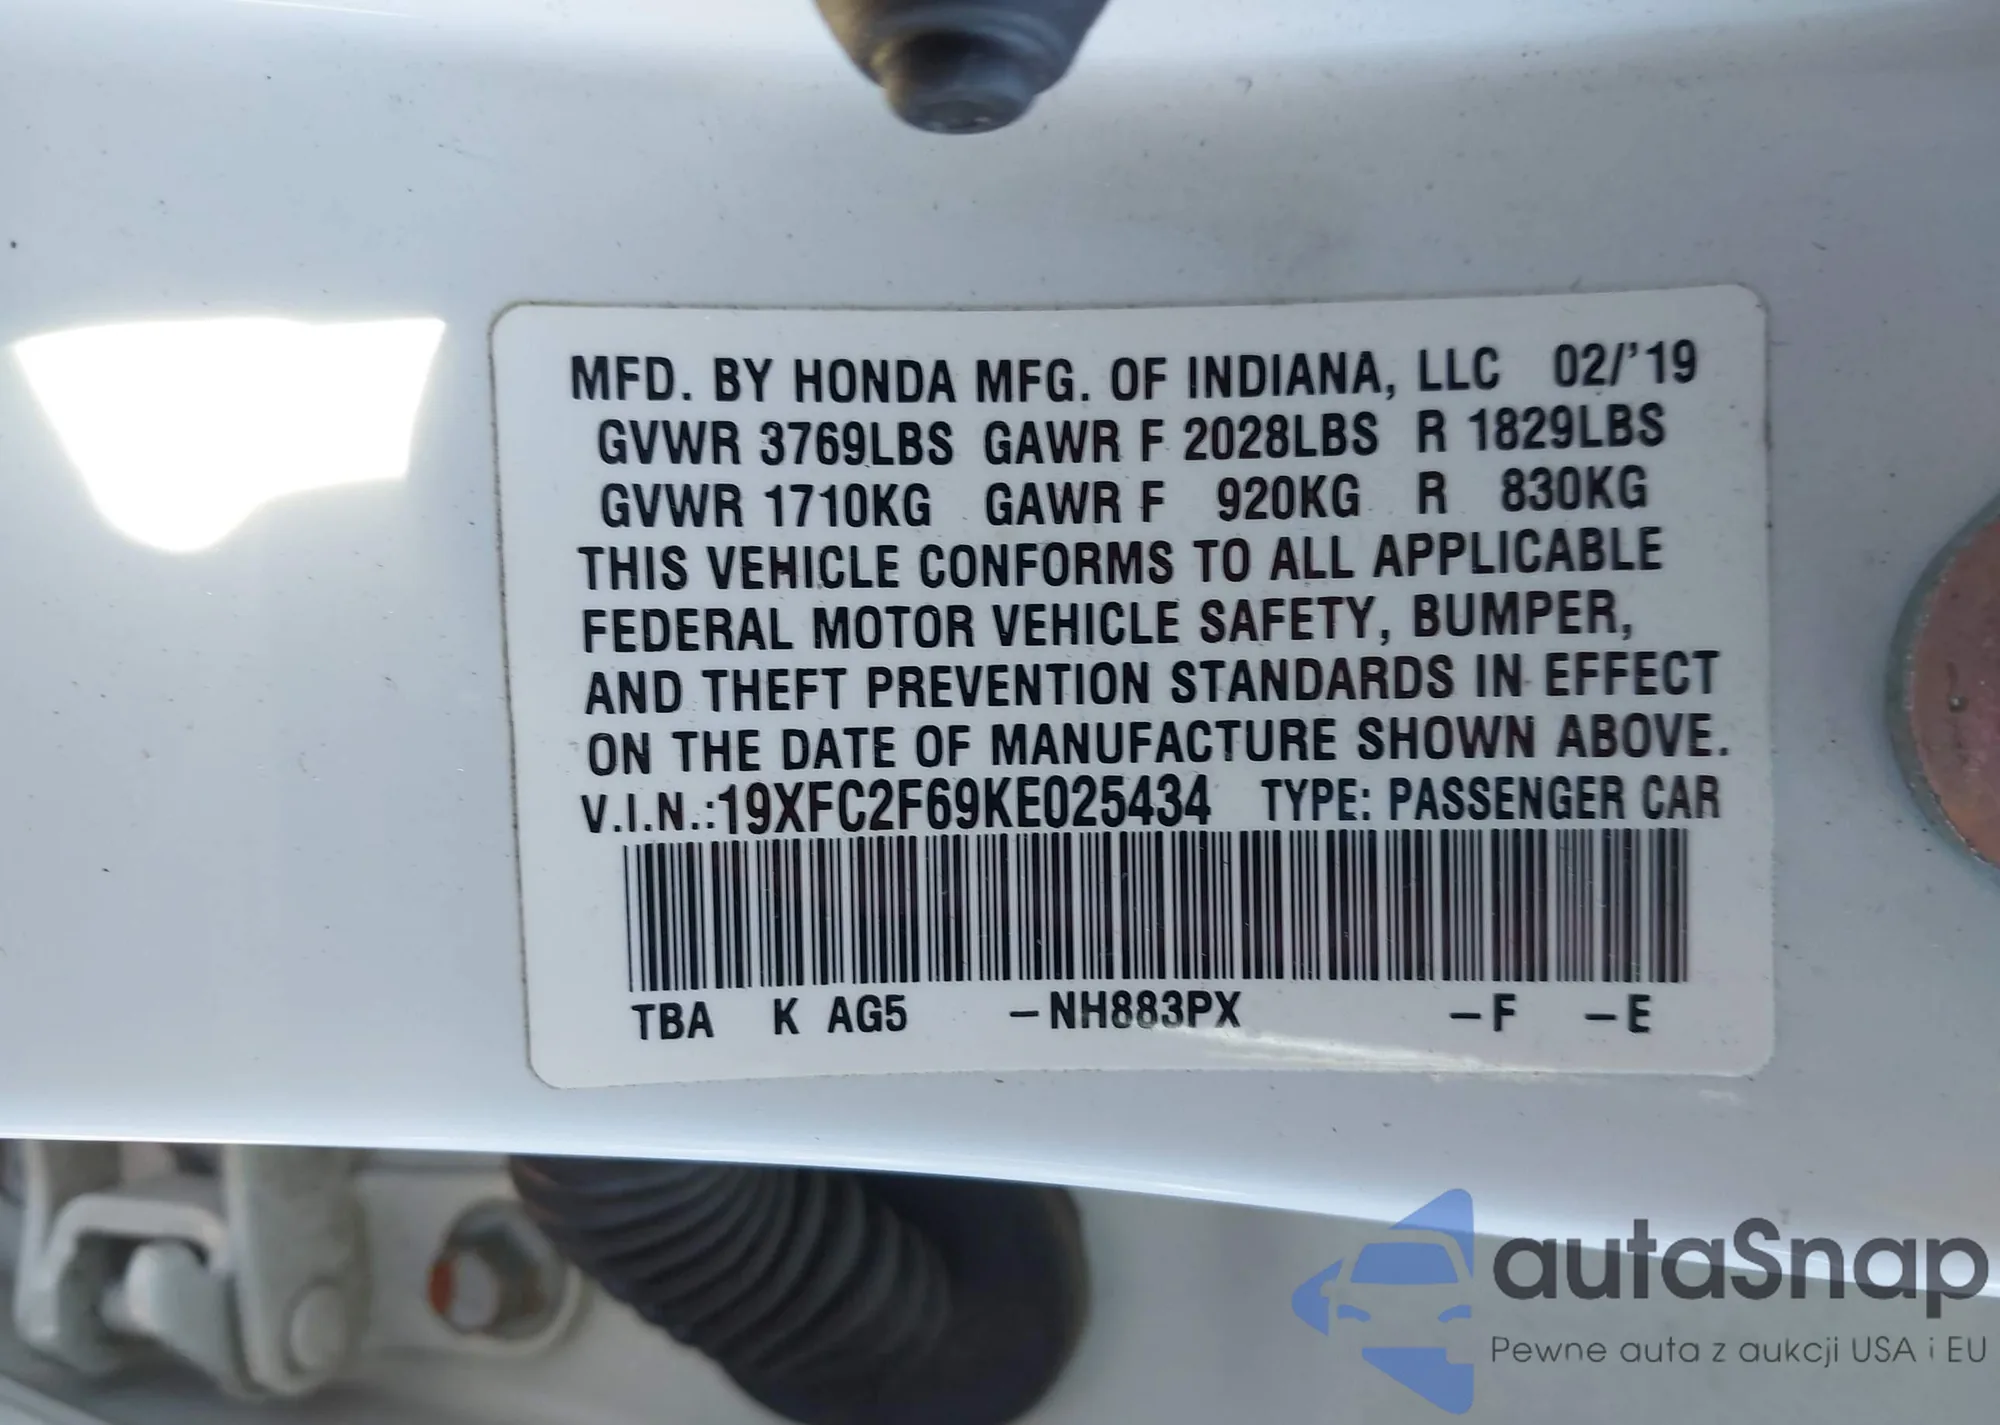 MFD. BY HONDA MFG. OF INDIANA, LLC 02/'19
GVWR 3769LBS GAWR F 2028LBS R 1829LBS
GVWR 1710KG GAWR F 920KG R 830KG
THIS VEHICLE CONFORMS TO ALL APPLICABLE
FEDERAL MOTOR VEHICLE SAFETY, BUMPER,
AND THEFT PREVENTION STANDARDS IN EFFECT
ON THE DATE OF MANUFACTURE SHOWN ABOVE.
V.I.N.:19XFC2F69KE025434 TYPE: PASSENGER CAR
TBA K AG5 –NH883PX –F –E
autaSnap
Pewne auta z aukcji USA i EU